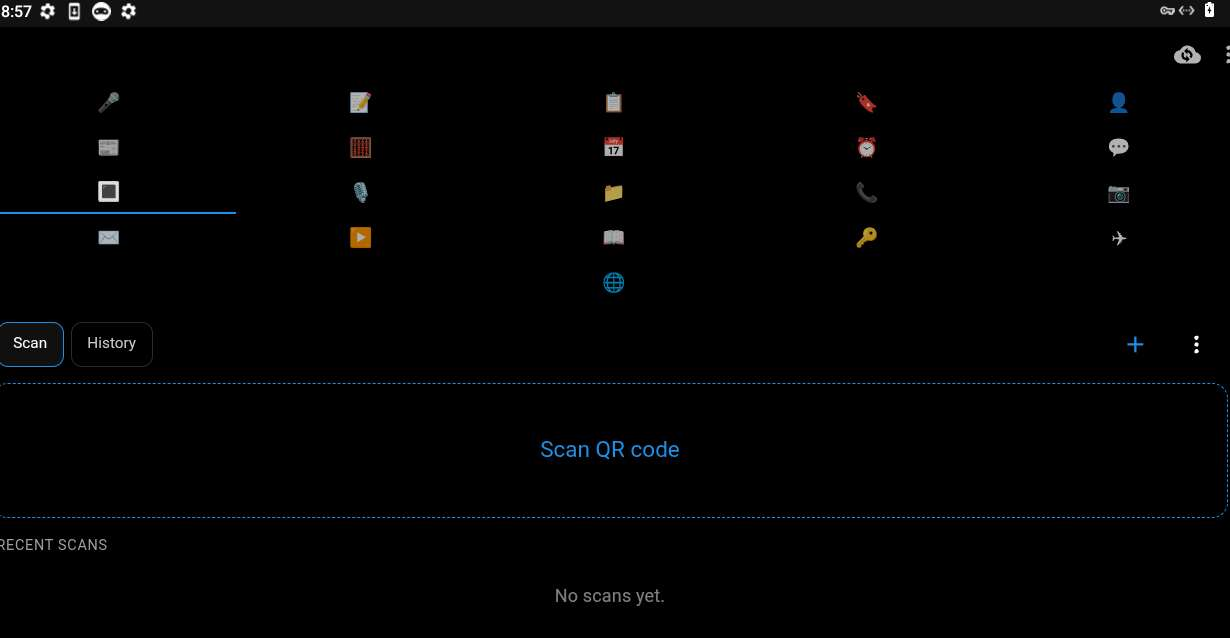 8:57
Scan
History
Scan QR code
RECENT SCANS
No scans yet.